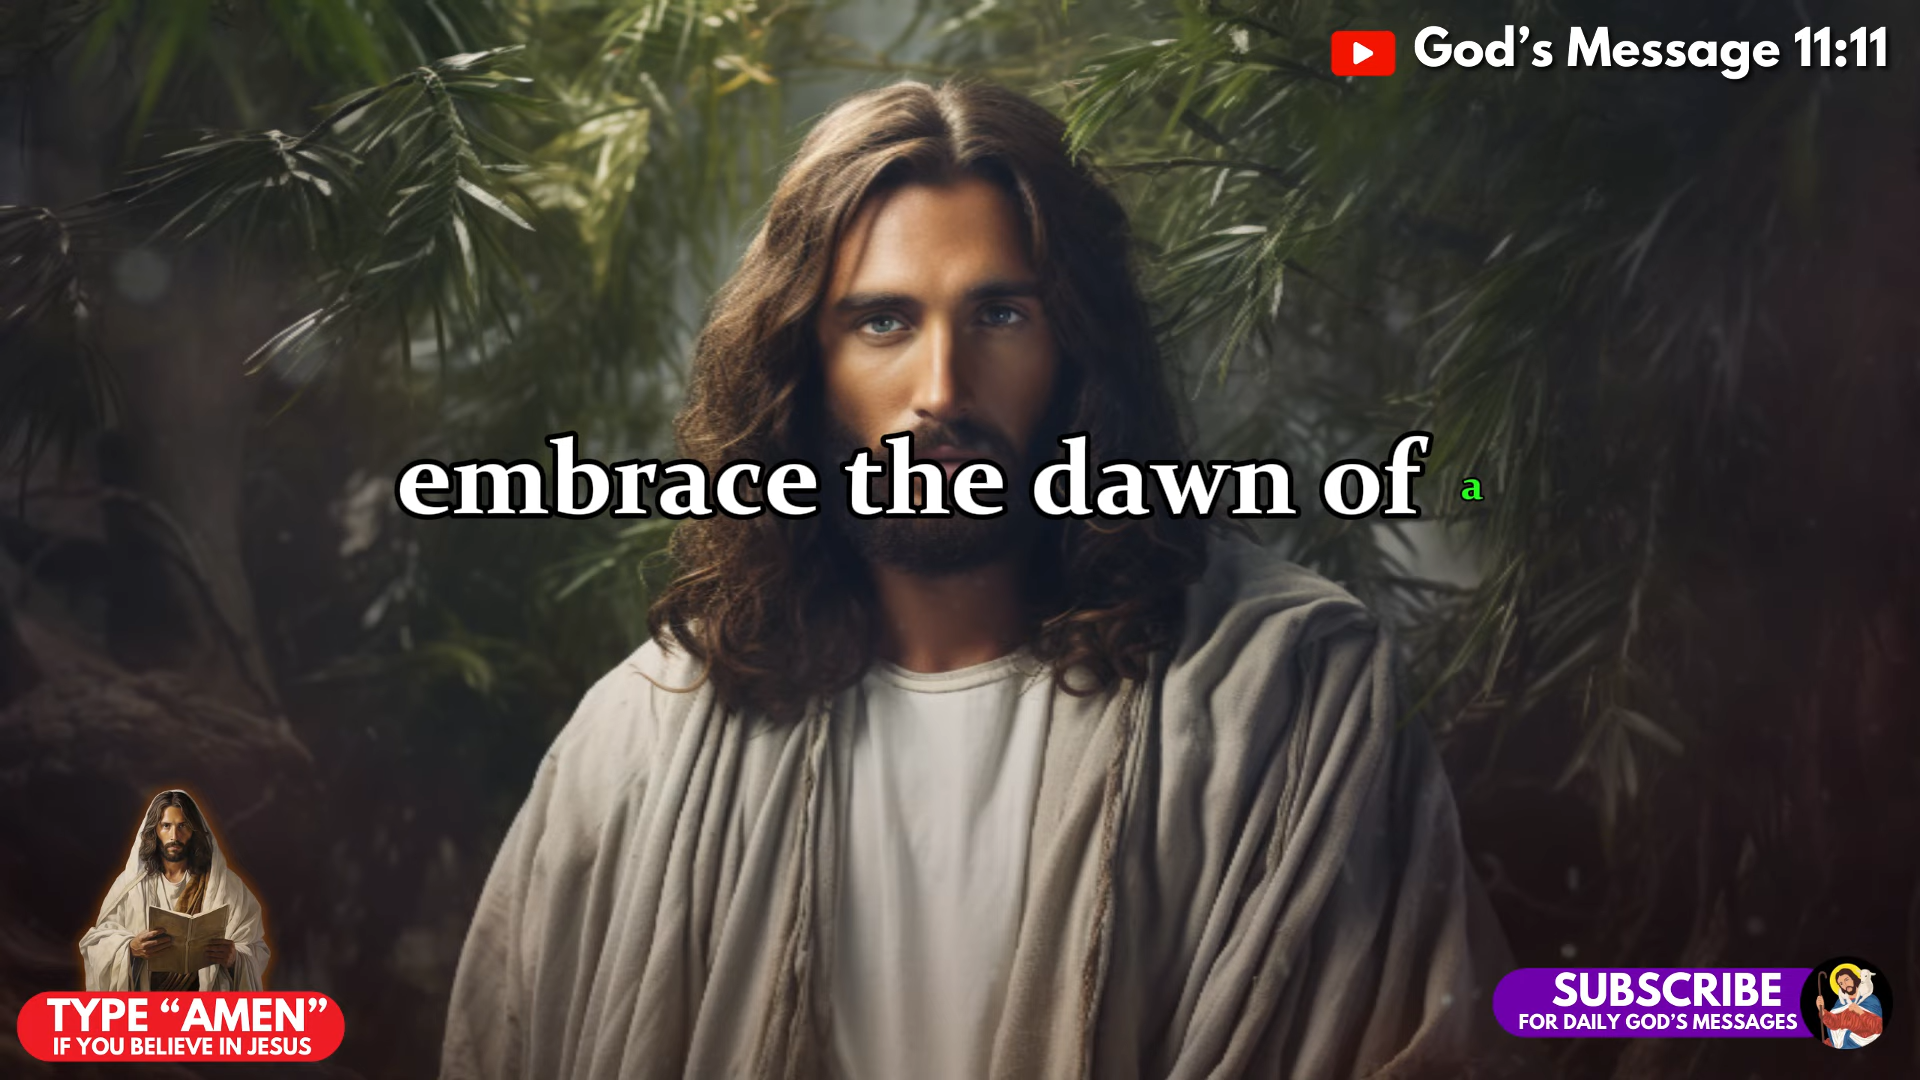 God’s Message 11:11
embrace the dawn of a
TYPE “AMEN”
IF YOU BELIEVE IN JESUS
SUBSCRIBE
FOR DAILY GOD’S MESSAGES